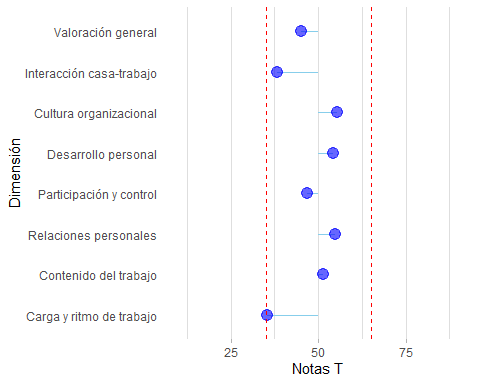 Valoración general
Interacción casa-trabajo
Cultura organizacional
Desarrollo personal
Participación y control
Relaciones personales
Contenido del trabajo
Carga y ritmo de trabajo
Dimensión
25 50 75
Notas T